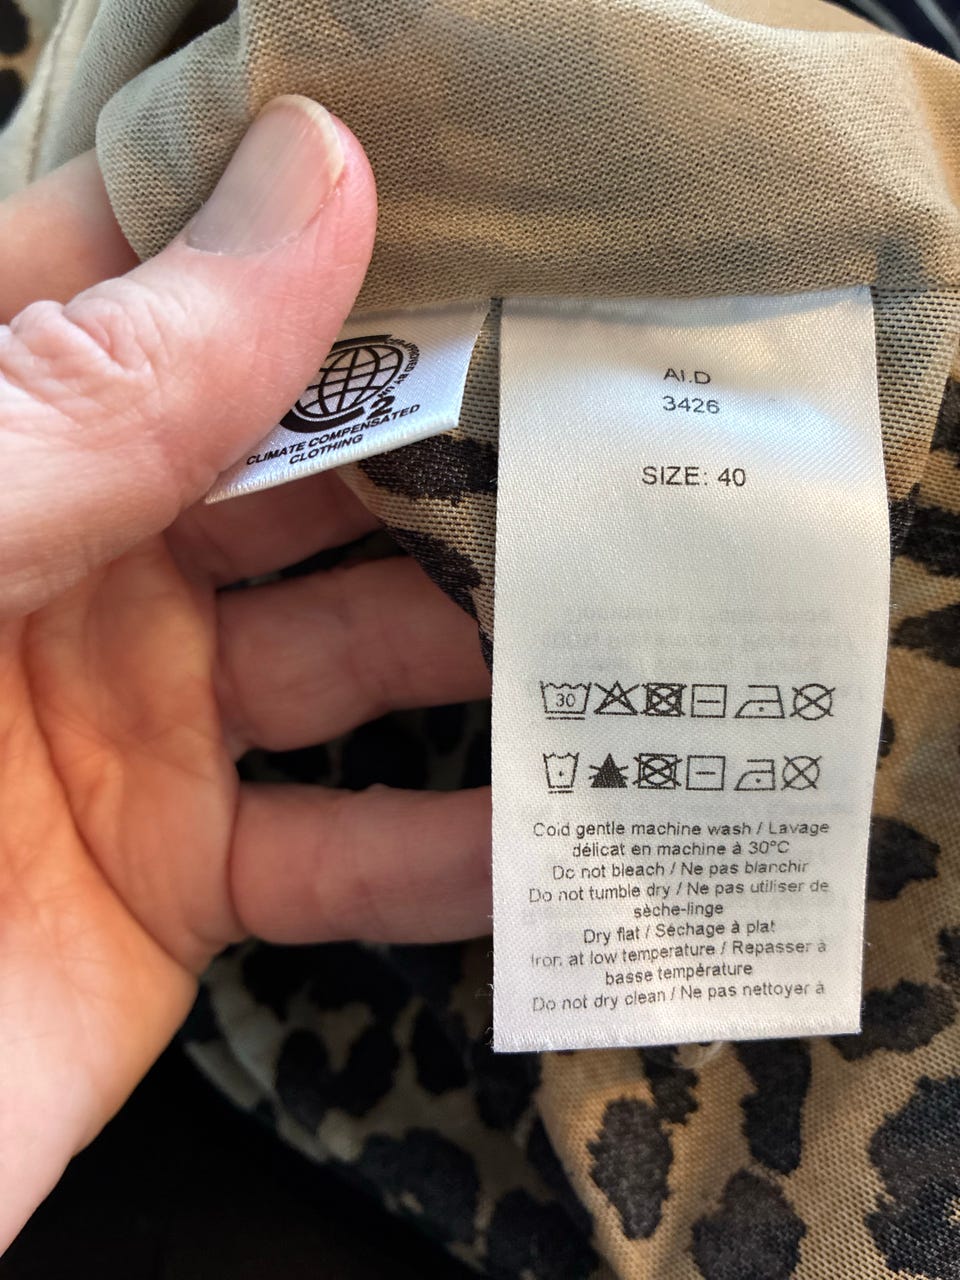 CLIMATE COMPENSATED
CLOTHING
AI.D
3426
SIZE: 40
30
Cold gentle machine wash / Lavage
délicat en machine à 30°C
Do not bleach / Ne pas blanchir
Do not tumble dry / Ne pas utiliser de
sèche-linge
Dry flat / Séchage à plat
Iron at low temperature / Repasser à
basse température
Do not dry clean / Ne pas nettoyer à